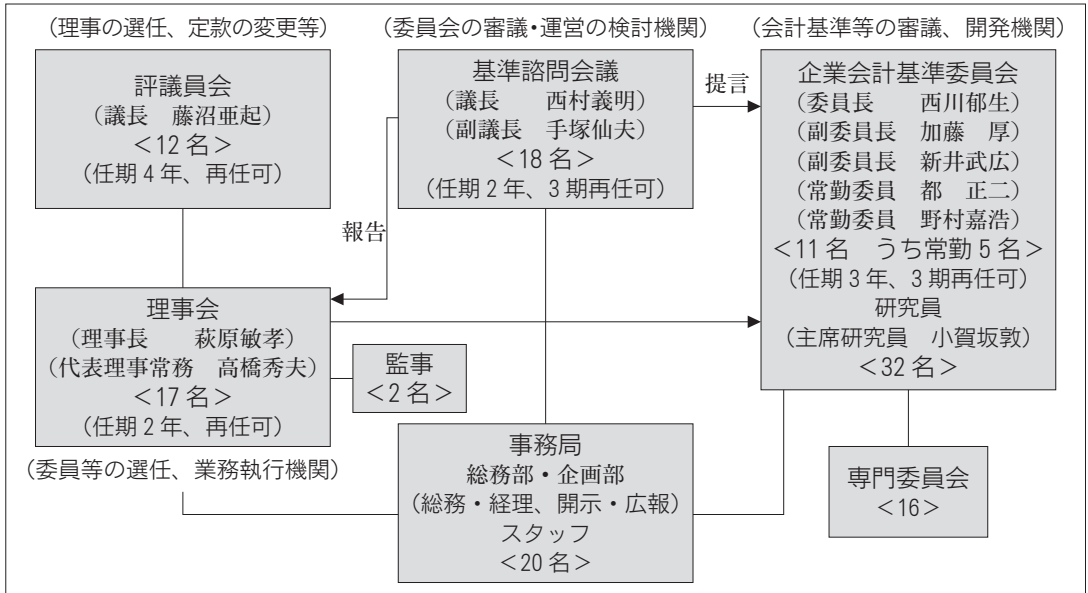 (理事の選任、定款の変更等)
評議員会
(議長 藤沼亜起)
<12名>
(任期4年、再任可)
(委員会の審議・運営の検討機関)
基準諮問会議
(議長 西村義明)
(副議長 手塚仙夫)
<18名>
(任期2年、3期再任可)
提言
報告
(会計基準等の審議、開発機関)
企業会計基準委員会
(委員長 西川郁生)
(副委員長 加藤 厚)
(副委員長 新井武広)
(常勤委員 都 正二)
(常勤委員 野村嘉浩)
<11名 うち常勤5名>
(任期3年、3期再任可)
研究員
(主席研究員 小賀坂敦)
<32名>
理事会
(理事長 萩原敏孝)
(代表理事常務 高橋秀夫)
<17名>
(任期2年、再任可)
(委員等の選任、業務執行機関)
監事
<2名>
事務局
総務部・企画部
(総務・経理、開示・広報)
スタッフ
<20名>
専門委員会
<16>